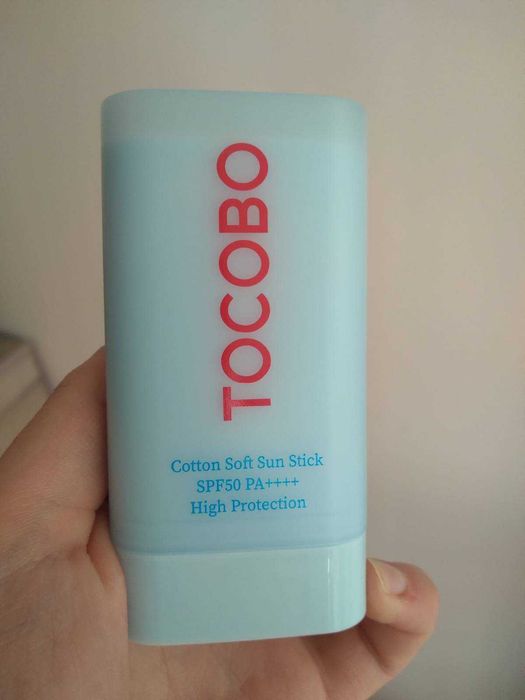 TOCOBO
Cotton Soft Sun Stick
SPF50 PA++++
High Protection